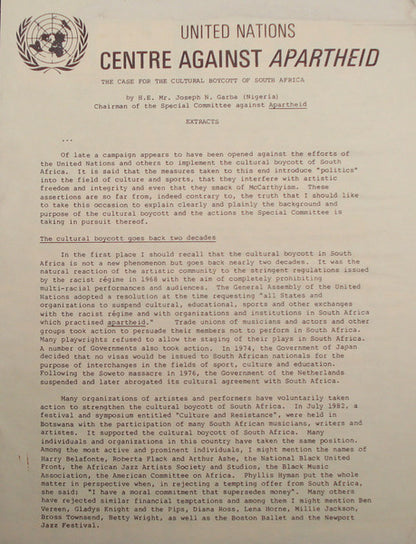 UNITED NATIONS
CENTRE AGAINST APARTHEID
THE CASE FOR THE CULTURAL BOYCOTT OF SOUTH AFRICA
by H.E. Mr. Joseph N. Garba (Nigeria)
Chairman of the Special Committee against Apartheid
EXTRACTS
...
Of late a campaign appears to have been opened against the efforts of
the United Nations and others to implement the cultural boycott of South
Africa. It is said that the measures taken to this end introduce "politics"
into the field of culture and sports, that they interfere with artistic
freedom and integrity and even that they smack of McCarthyism. These
assertions are so far from, indeed contrary to, the truth that I should like
to take this occasion to explain clearly and plainly the background and
purpose of the cultural boycott and the actions the Special Committee is
taking in pursuit thereof.
The cultural boycott goes back two decades
In the first place I should recall that the cultural boycott in South
Africa is not a new phenomenon but goes back nearly two decades. It was the
natural reaction of the artistic community to the stringent regulations issued
by the racist régime in 1968 with the aim of completely prohibiting
multi-racial performances and audiences. The General Assembly of the United
Nations adopted a resolution at the time requesting "all States and
organizations to suspend cultural, educational, sports and other exchanges
with the racist régime and with organizations and institutions in South Africa
which practised apartheid." Trade unions of musicians and actors and other
groups took action to persuade their members not to perform in South Africa.
Many playwrights refused to allow the staging of their plays in South Africa.
A number of Governments also took action. In 1974, the Government of Japan
decided that no visas would be issued to South African nationals for the
purpose of interchanges in the fields of sport, culture and education.
Following the Soweto massacre in 1976, the Government of the Netherlands
suspended and later abrogated its cultural agreement with South Africa.
Many organizations of artistes and performers have voluntarily taken
action to strengthen the cultural boycott of South Africa. In July 1982, a
festival and symposium entitled "Culture and Resistance", were held in
Botswana with the participation of many South African musicians, writers and
artistes. It supported the cultural boycott of South Africa. Many
individuals and organizations in this country have taken the same position.
Among the most active and prominent individuals, I might mention the names of
Harry Belafonte, Roberta Flack and Arthur Ashe, the National Black United
Front, the African Jazz Artists Society and Studios, the Black Music
Association, the American Committee on Africa. Phyllis Hyman put the whole
matter in perspective when, in rejecting a tempting offer from South Africa,
she said: "I have a moral commitment that supersedes money". Many others
have rejected similar financial temptations and among them I might mention Ben
Vereen, Gladys Knight and the Pips, Diana Ross, Lena Horne, Millie Jackson,
Bross Townsend, Betty Wright, as well as the Boston Ballet and the Newport
Jazz Festival.